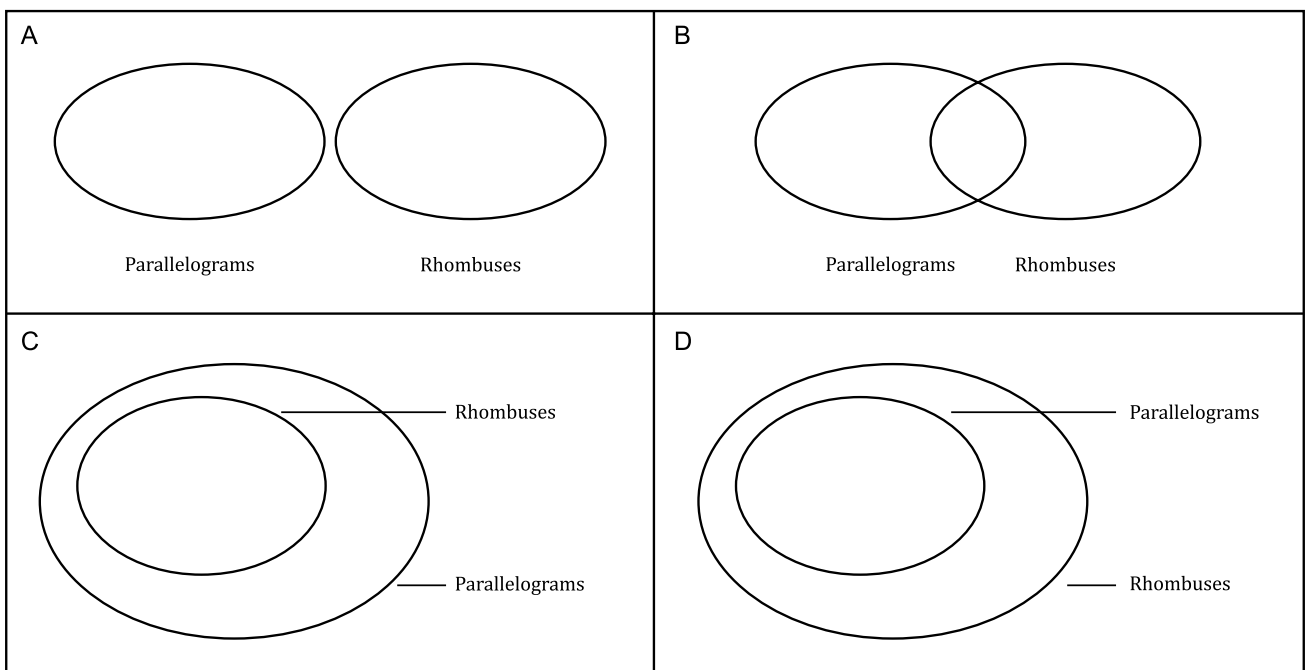 A
Parallelograms
Rhombuses
B
Parallelograms
Rhombuses
C
Rhombuses
Parallelograms
D
Parallelograms
Rhombuses